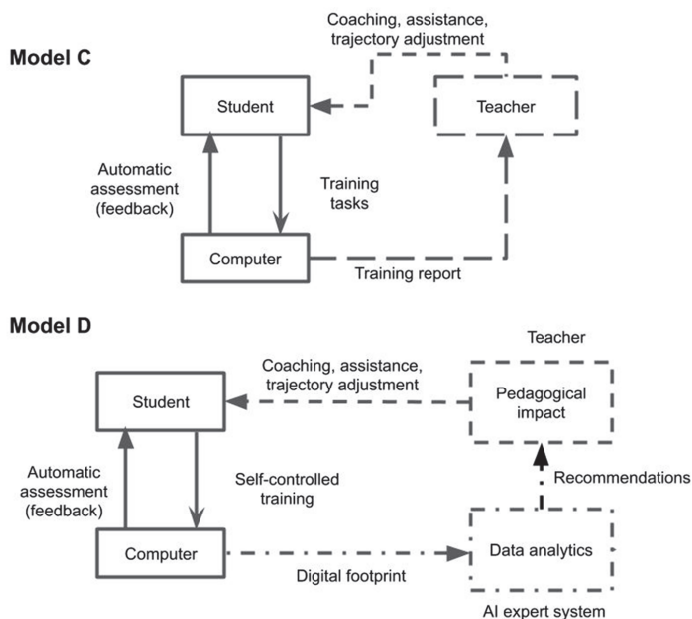 Coaching, assistance,
trajectory adjustment
Model C
Student
Teacher
Automatic
assessment
(feedback)
Training
tasks
Computer
Training report
Model D
Teacher
Coaching, assistance,
trajectory adjustment
Student
Pedagogical
impact
Automatic
assessment
(feedback)
Self-controlled
training
Recommendations
Computer
Data analytics
Digital footprint
AI expert system